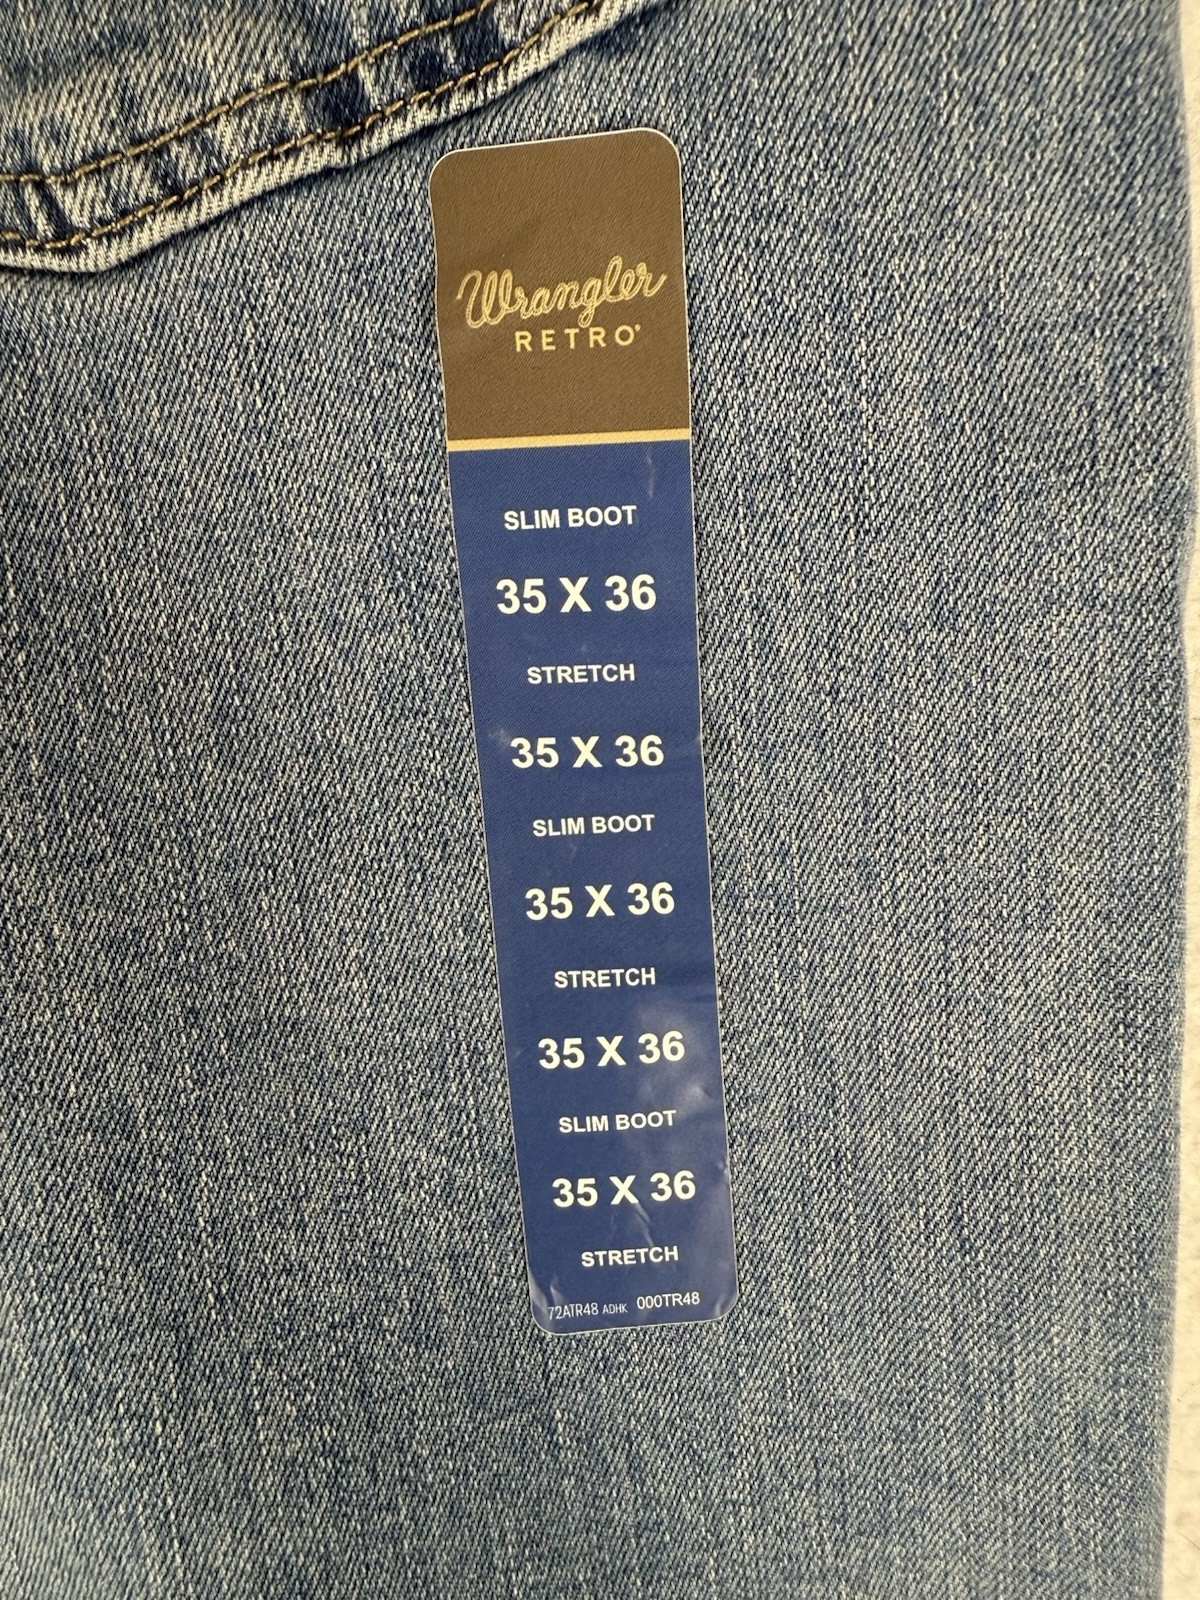 Wrangler
RETRO®
SLIM BOOT
35 X 36
STRETCH
35 X 36
SLIM BOOT
35 X 36
STRETCH
35 X 36
SLIM BOOT
35 X 36
STRETCH
72ATR48 ADHK 000TR48